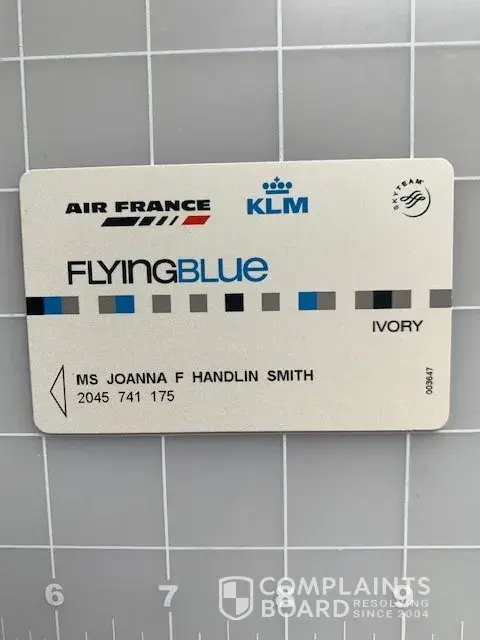 AIR FRANCE
KLM
SKYTEAM
FLYINGBLUE
IVORY
MS JOANNA F HANDLIN SMITH
2045 741 175
003647
6 7 8 9
COMPLAINTS
BOARD RESOLVING
SINCE 2004